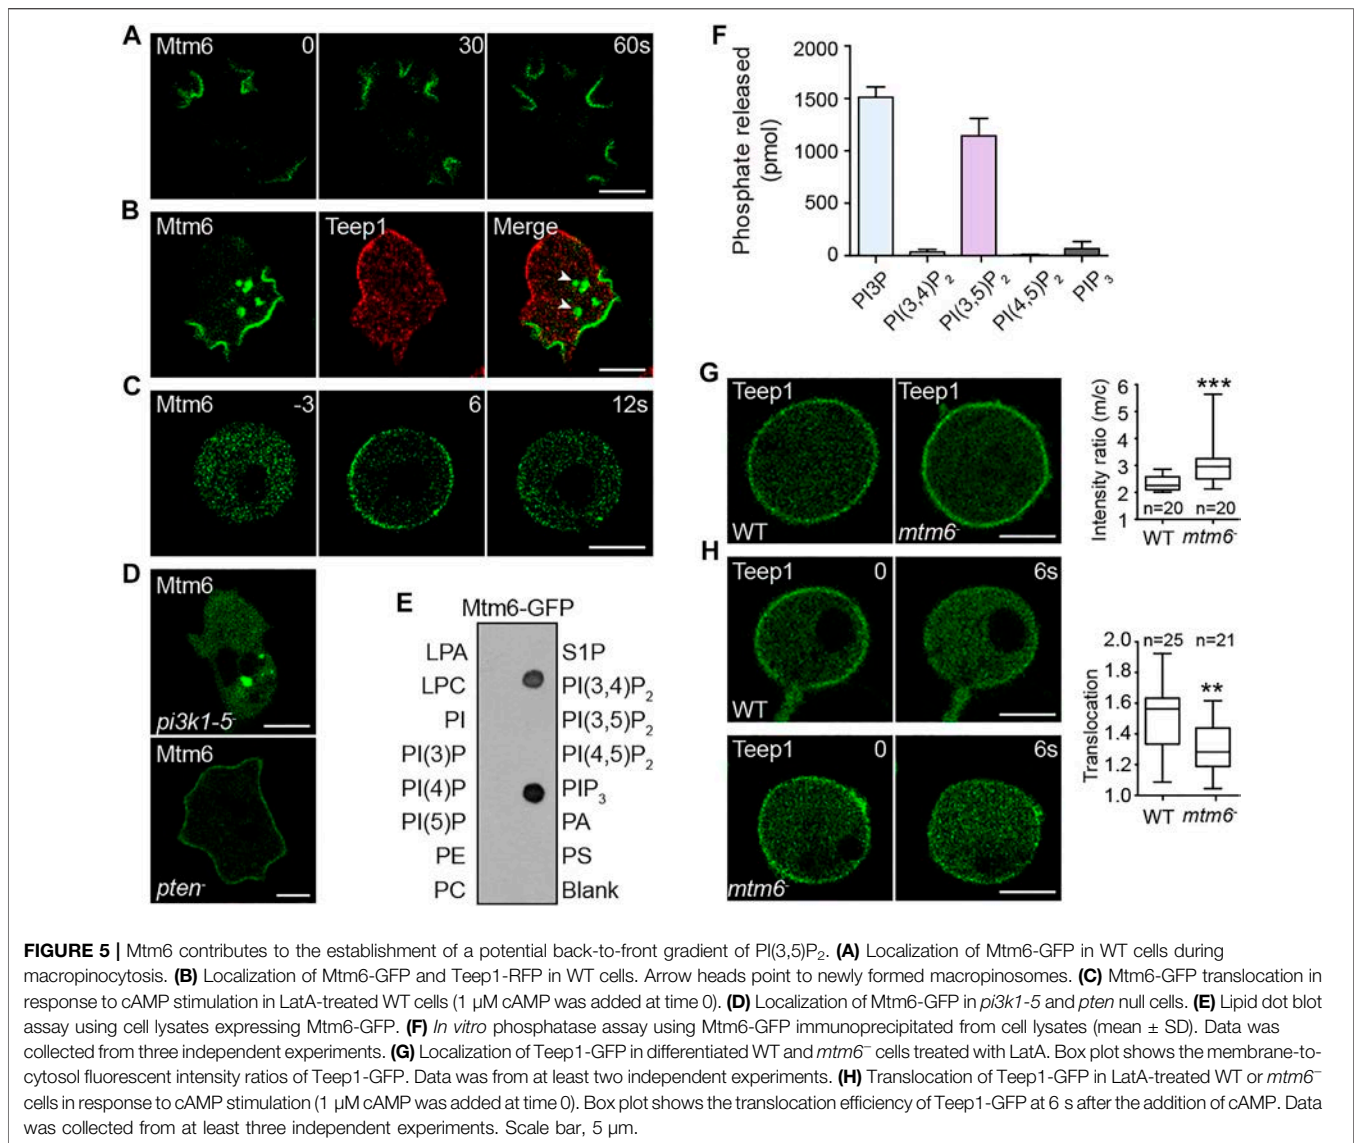 A
Mtm6 0 30 60s
B
Mtm6 Teep1 Merge
C
Mtm6 -3 6 12s
D
Mtm6
pi3k1-5-
Mtm6
pten-
E
Mtm6-GFP
LPA S1P
LPC PI(3,4)P2
PI PI(3,5)P2
PI(3)P PI(4,5)P2
PI(4)P PIP3
PI(5)P PA
PE PS
PC Blank
F
Phosphate released
(pmol)
2000
1500
1000
500
0
PI3P PI(3,4)P2 PI(3,5)P2 PI(4,5)P2 PIP3
G
Teep1 Teep1
WT mtm6-
Intensity ratio (m/c)
6
5
4
3
2
1
***
n=20 n=20
WT mtm6-
H
Teep1 0 6s
WT
Teep1 0 6s
mtm6-
Translocation
2.0
1.8
1.6
1.4
1.2
1.0
n=25 n=21
**
WT mtm6-
FIGURE 5 | Mtm6 contributes to the establishment of a potential back-to-front gradient of PI(3,5)P2. (A) Localization of Mtm6-GFP in WT cells during
macropinocytosis. (B) Localization of Mtm6-GFP and Teep1-RFP in WT cells. Arrow heads point to newly formed macropinosomes. (C) Mtm6-GFP translocation in
response to cAMP stimulation in LatA-treated WT cells (1 µM cAMP was added at time 0). (D) Localization of Mtm6-GFP in pi3k1-5 and pten null cells. (E) Lipid dot blot
assay using cell lysates expressing Mtm6-GFP. (F) In vitro phosphatase assay using Mtm6-GFP immunoprecipitated from cell lysates (mean ± SD). Data was
collected from three independent experiments. (G) Localization of Teep1-GFP in differentiated WT and mtm6− cells treated with LatA. Box plot shows the membrane-to-
cytosol fluorescent intensity ratios of Teep1-GFP. Data was from at least two independent experiments. (H) Translocation of Teep1-GFP in LatA-treated WT or mtm6−
cells in response to cAMP stimulation (1 µM cAMP was added at time 0). Box plot shows the translocation efficiency of Teep1-GFP at 6 s after the addition of cAMP. Data
was collected from at least three independent experiments. Scale bar, 5 µm.